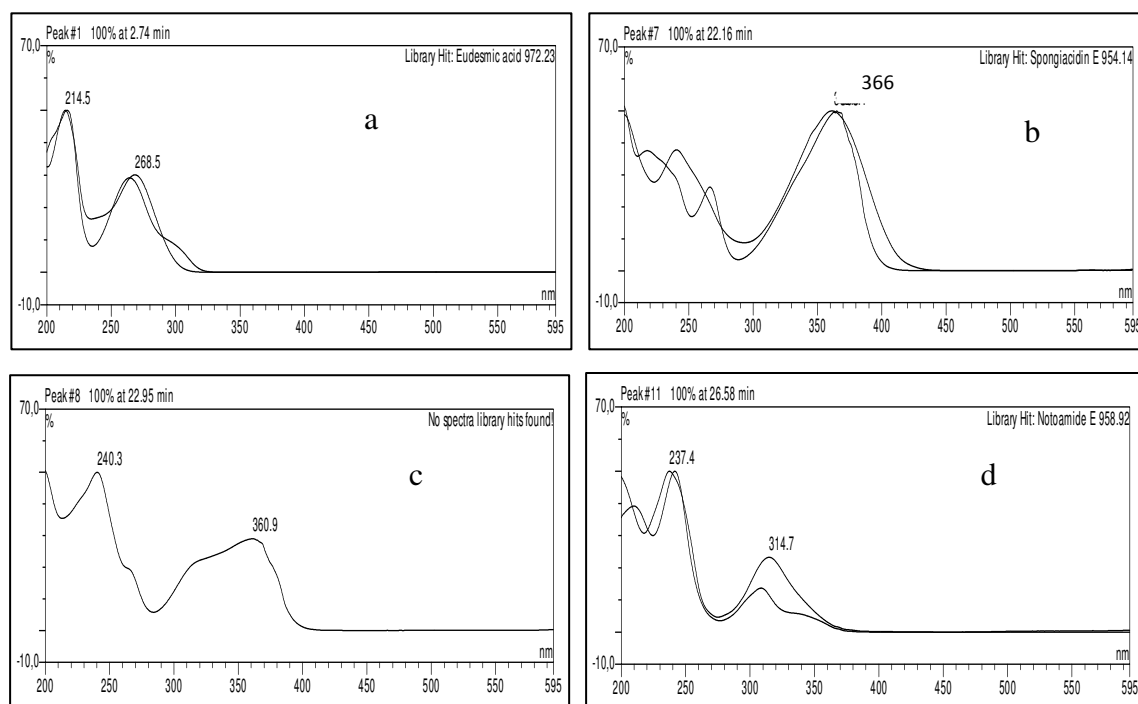 Peak #1 100% at 2.74 min
70,0
%
Library Hit: Eudesmic acid 972.23
214.5
268.5
a
-10,0
nm
200 250 300 350 400 450 500 550 595
Peak #7 100% at 22.16 min
70,0
%
Library Hit: Spongiacidin E 954.14
366
b
-10,0
nm
200 250 300 350 400 450 500 550 595
Peak #8 100% at 22.95 min
70,0
%
No spectra library hits found!
240.3
360.9
c
-10,0
nm
200 250 300 350 400 450 500 550 595
Peak #11 100% at 26.58 min
70,0
%
Library Hit: Notoamide E 958.92
237.4
314.7
d
-10,0
nm
200 250 300 350 400 450 500 550 595